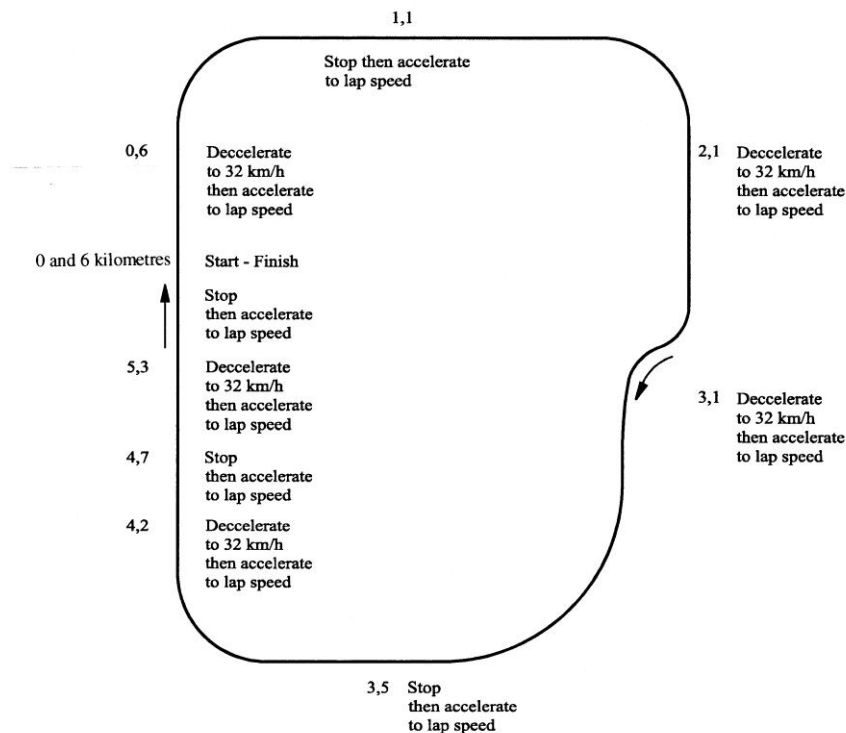 1,1
Stop then accelerate
to lap speed
0,6
Deccelerate
to 32 km/h
then accelerate
to lap speed
2,1
Deccelerate
to 32 km/h
then accelerate
to lap speed
0 and 6 kilometres
Start - Finish
Stop
then accelerate
to lap speed
5,3
Deccelerate
to 32 km/h
then accelerate
to lap speed
3,1
Deccelerate
to 32 km/h
then accelerate
to lap speed
4,7
Stop
then accelerate
to lap speed
4,2
Deccelerate
to 32 km/h
then accelerate
to lap speed
3,5
Stop
then accelerate
to lap speed